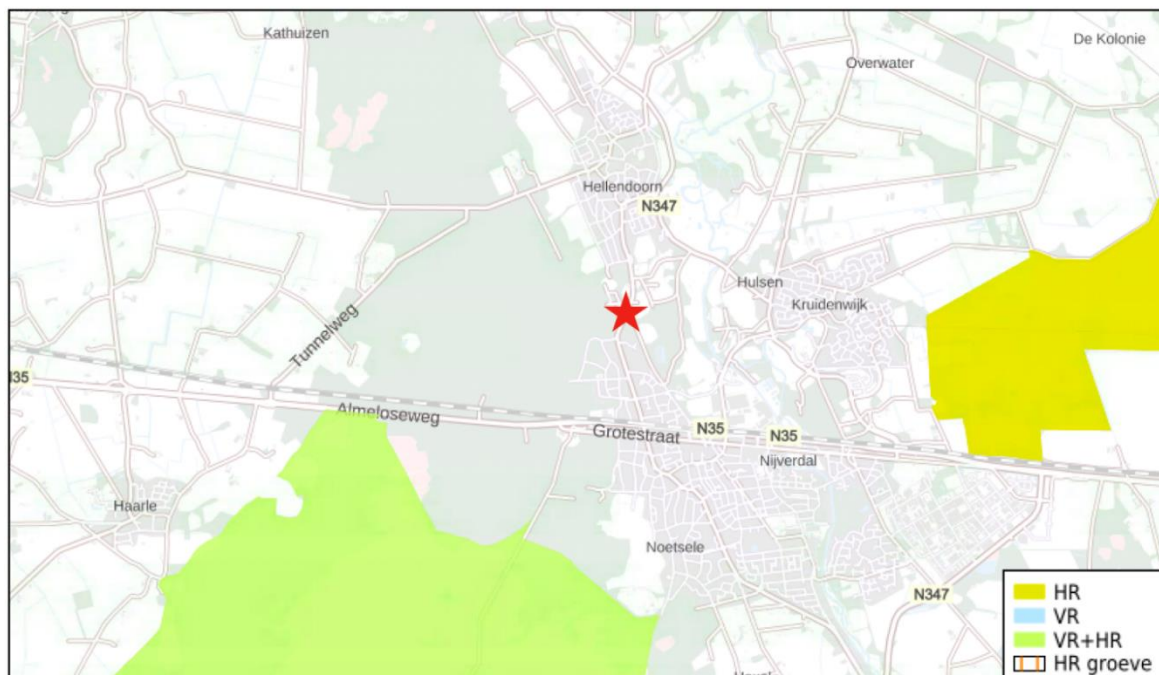 Kathuizen
De Kolonie
Overwater
Hellendoorn
N347
Hulsen
Kruidenwijk
Tunnelweg
N35
Almeloseweg
Grotestraat
N35
N35
Nijverdal
Haarle
Noetsele
N347
HR
VR
VR+HR
HR groeve